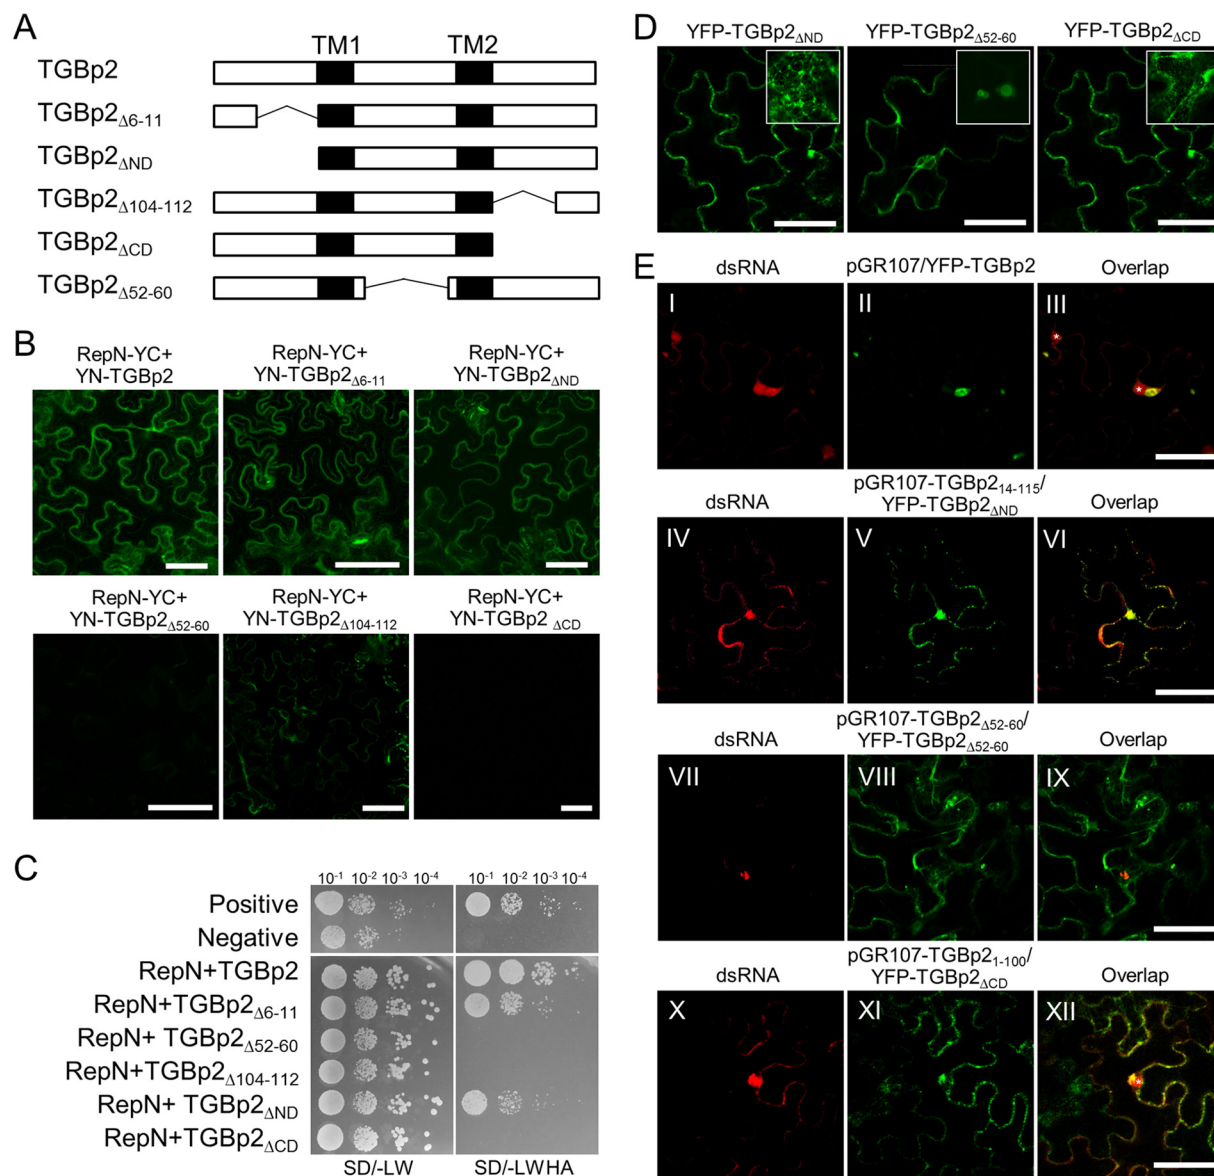 A
TM1 TM2
TGBp2
TGBp2Δ6-11
TGBp2ΔND
TGBp2Δ104-112
TGBp2ΔCD
TGBp2Δ52-60
B
RepN-YC+ RepN-YC+ RepN-YC+
YN-TGBp2 YN-TGBp2Δ6-11 YN-TGBp2ΔND
RepN-YC+ RepN-YC+ RepN-YC+
YN-TGBp2Δ52-60 YN-TGBp2Δ104-112 YN-TGBp2 ΔCD
C
10-1 10-2 10-3 10-4 10-1 10-2 10-3 10-4
Positive
Negative
RepN+TGBp2
RepN+TGBp2Δ6-11
RepN+ TGBp2Δ52-60
RepN+TGBp2Δ104-112
RepN+ TGBp2ΔND
RepN+TGBp2ΔCD
SD/-LW SD/-LWHA
D
YFP-TGBp2ΔND YFP-TGBp2Δ52-60 YFP-TGBp2ΔCD
E
dsRNA pGR107/YFP-TGBp2 Overlap
I II III
* *
pGR107-TGBp214-115/
dsRNA YFP-TGBp2ΔND Overlap
IV V VI
pGR107-TGBp2Δ52-60/
dsRNA YFP-TGBp2Δ52-60 Overlap
VII VIII IX
pGR107-TGBp21-100/
dsRNA YFP-TGBp2ΔCD Overlap
X XI XII
*